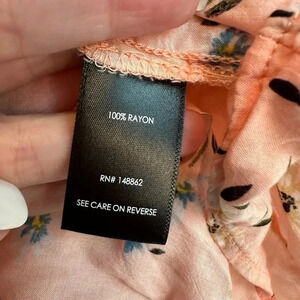 100% RAYON
RN# 148862
SEE CARE ON REVERSE